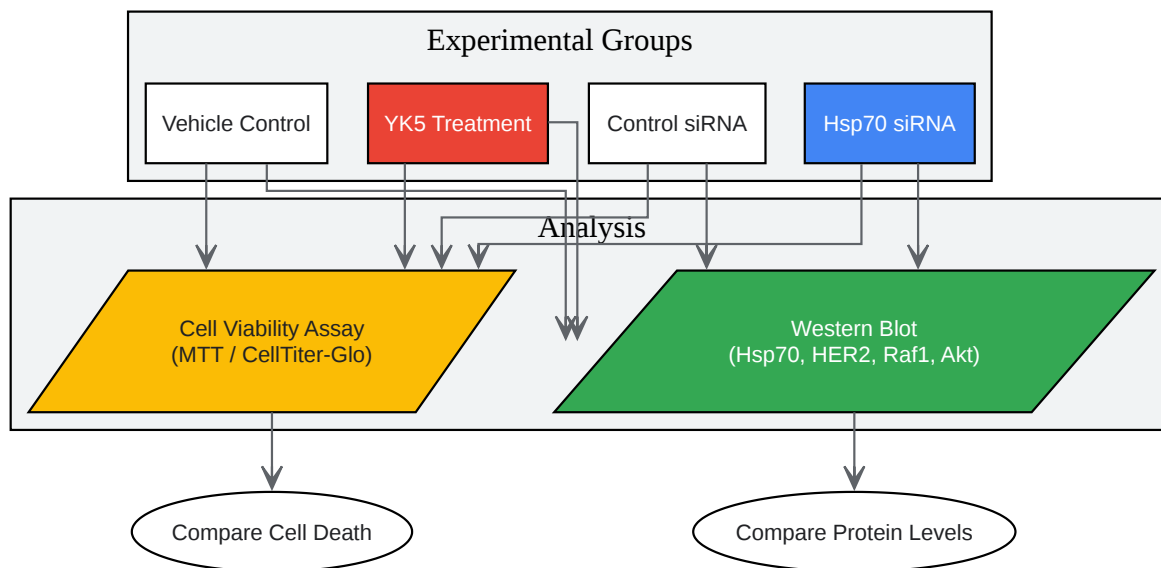 Experimental Groups
Vehicle Control
YK5 Treatment
Control siRNA
Hsp70 siRNA
Analysis
Cell Viability Assay
(MTT / CellTiter-Glo)
Western Blot
(Hsp70, HER2, Raf1, Akt)
Compare Cell Death
Compare Protein Levels